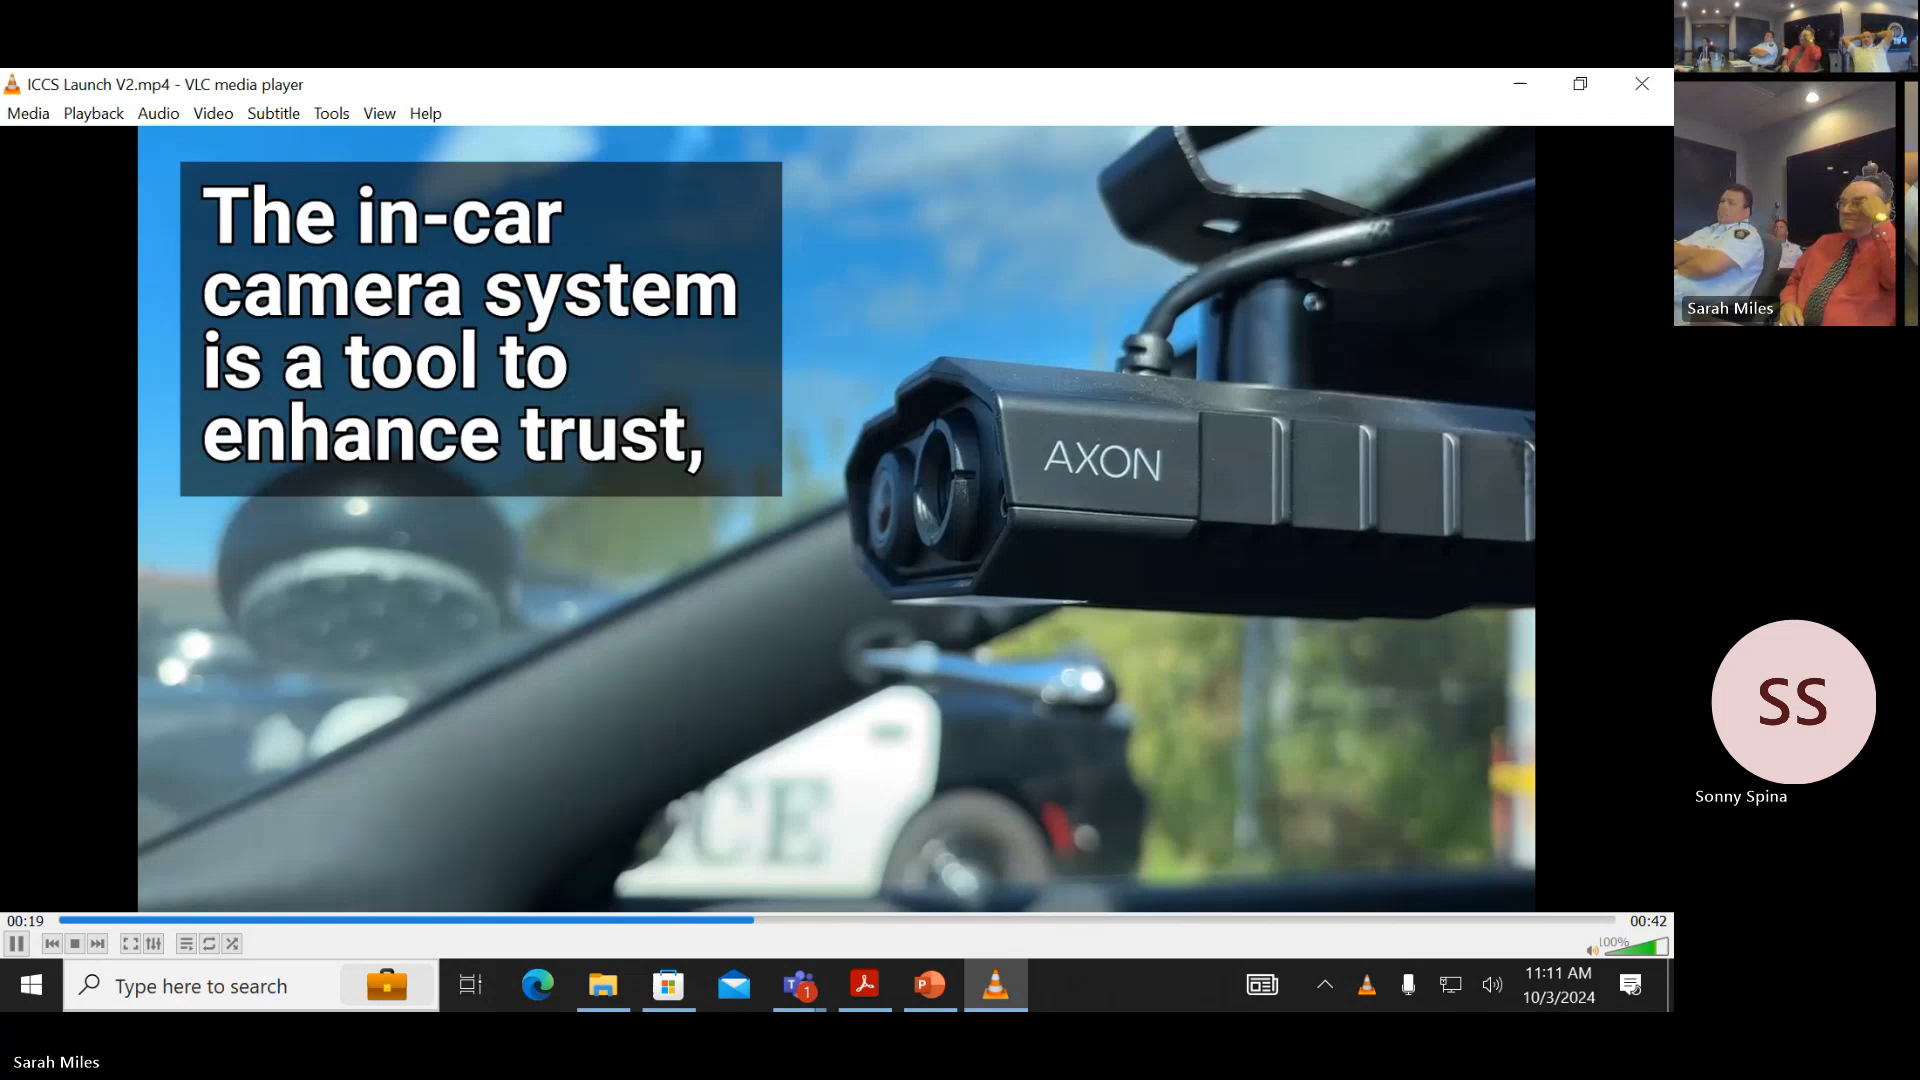 ICCS Launch V2.mp4 - VLC media player
Media Playback Audio Video Subtitle Tools View Help
The in-car
camera system
is a tool to
enhance trust,
AXON
CE
Sarah Miles
SS
Sonny Spina
00:19
00:42
100%
Type here to search
1
11:11 AM
10/3/2024
Sarah Miles